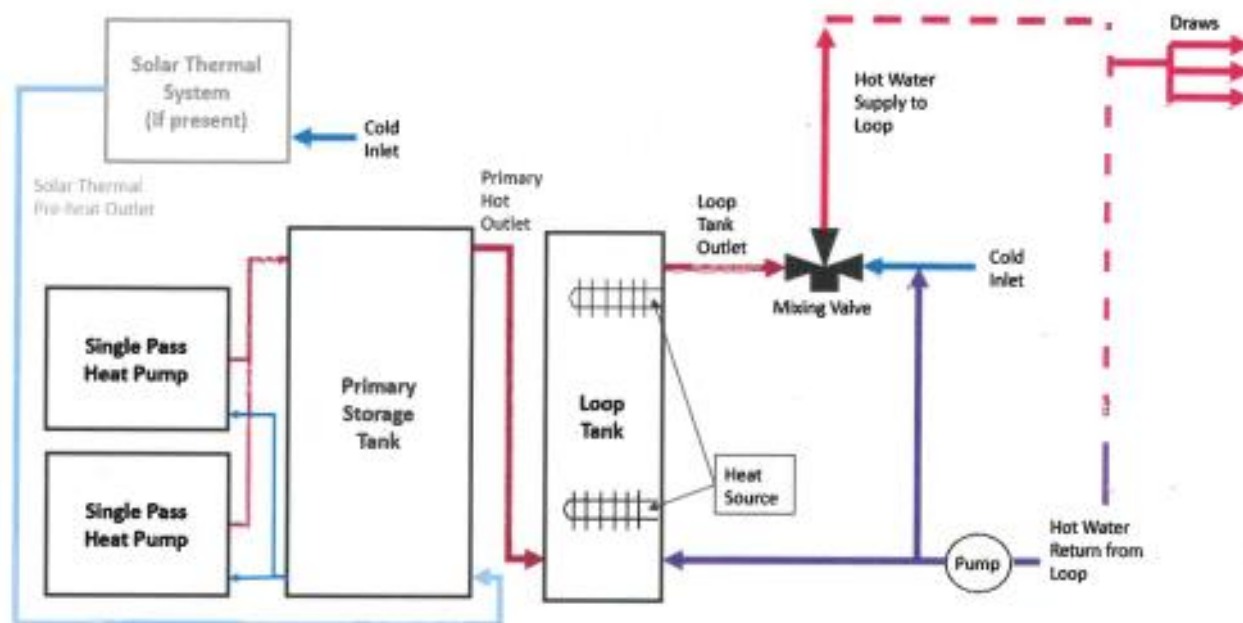 Solar Thermal
System
(if present)
Cold
Inlet
Solar Thermal
Pre-heat Outlet
Draws
Hot Water
Supply to
Loop
Primary
Hot
Outlet
Loop
Tank
Outlet
Cold
Inlet
Mixing Valve
Single Pass
Heat Pump
Primary
Storage
Tank
Loop
Tank
Heat
Source
Single Pass
Heat Pump
Pump
Hot Water
Return from
Loop